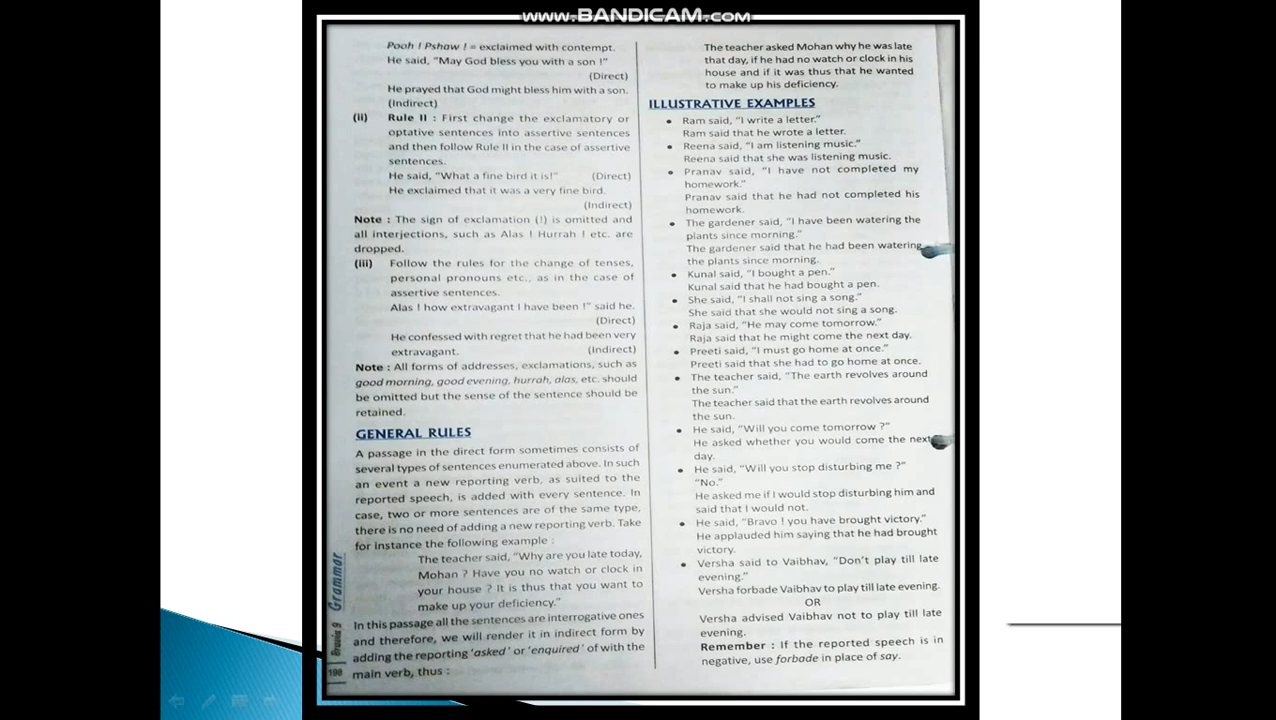 www.BANDICAM.com
Pooh ! Pshaw ! = exclaimed with contempt.
He said, "May God bless you with a son !"
(Direct)
He prayed that God might bless him with a son.
(Indirect)
(ii) Rule II : First change the exclamatory or
optative sentences into assertive sentences
and then follow Rule II in the case of assertive
sentences.
He said, "What a fine bird it is!" (Direct)
He exclaimed that it was a very fine bird.
(Indirect)
Note : The sign of exclamation (!) is omitted and
all interjections, such as Alas ! Hurrah ! etc. are
dropped.
(iii) Follow the rules for the change of tenses,
personal pronouns etc., as in the case of
assertive sentences.
Alas ! how extravagant I have been !" said he.
(Direct)
He confessed with regret that he had been very
extravagant. (Indirect)
Note : All forms of addresses, exclamations, such as
good morning, good evening, hurrah, alas, etc. should
be omitted but the sense of the sentence should be
retained.
GENERAL RULES
A passage in the direct form sometimes consists of
several types of sentences enumerated above. In such
an event a new reporting verb, as suited to the
reported speech, is added with every sentence. In
case, two or more sentences are of the same type,
there is no need of adding a new reporting verb. Take
for instance the following example :
The teacher said, "Why are you late today,
Mohan ? Have you no watch or clock in
your house ? It is thus that you want to
make up your deficiency."
In this passage all the sentences are interrogative ones
and therefore, we will render it in indirect form by
adding the reporting 'asked' or 'enquired' of with the
main verb, thus :
198 Grammar
The teacher asked Mohan why he was late
that day, if he had no watch or clock in his
house and if it was thus that he wanted
to make up his deficiency.
ILLUSTRATIVE EXAMPLES
• Ram said, "I write a letter."
Ram said that he wrote a letter.
• Reena said, "I am listening music."
Reena said that she was listening music.
• Pranav said, "I have not completed my
homework."
Pranav said that he had not completed his
homework.
• The gardener said, "I have been watering the
plants since morning."
The gardener said that he had been watering
the plants since morning.
• Kunal said, "I bought a pen."
Kunal said that he had bought a pen.
• She said, "I shall not sing a song."
She said that she would not sing a song.
• Raja said, "He may come tomorrow."
Raja said that he might come the next day.
• Preeti said, "I must go home at once."
Preeti said that she had to go home at once.
• The teacher said, "The earth revolves around
the sun."
The teacher said that the earth revolves around
the sun.
• He said, "Will you come tomorrow ?"
He asked whether you would come the next
day.
• He said, "Will you stop disturbing me ?"
"No."
He asked me if I would stop disturbing him and
said that I would not.
• He said, "Bravo ! you have brought victory."
He applauded him saying that he had brought
victory.
• Versha said to Vaibhav, "Don't play till late
evening."
Versha forbade Vaibhav to play till late evening.
OR
Versha advised Vaibhav not to play till late
evening.
Remember : If the reported speech is in
negative, use forbade in place of say.